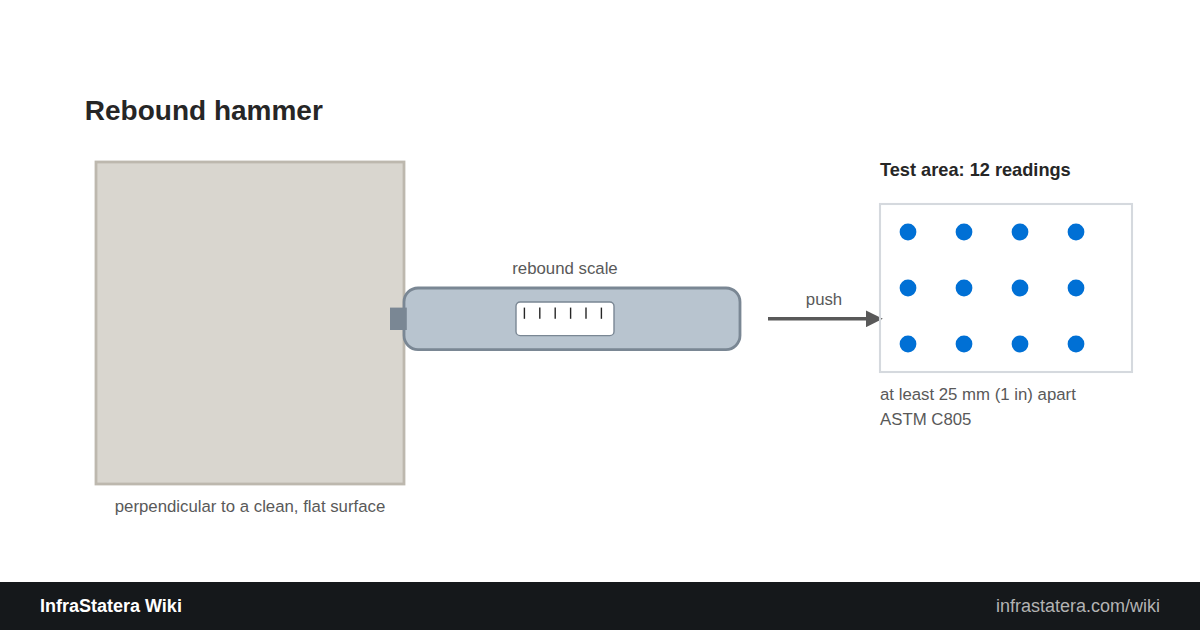 Rebound hammer
Test area: 12 readings
rebound scale
push
at least 25 mm (1 in) apart
ASTM C805
perpendicular to a clean, flat surface
InfraStatera Wiki
infrastatera.com/wiki